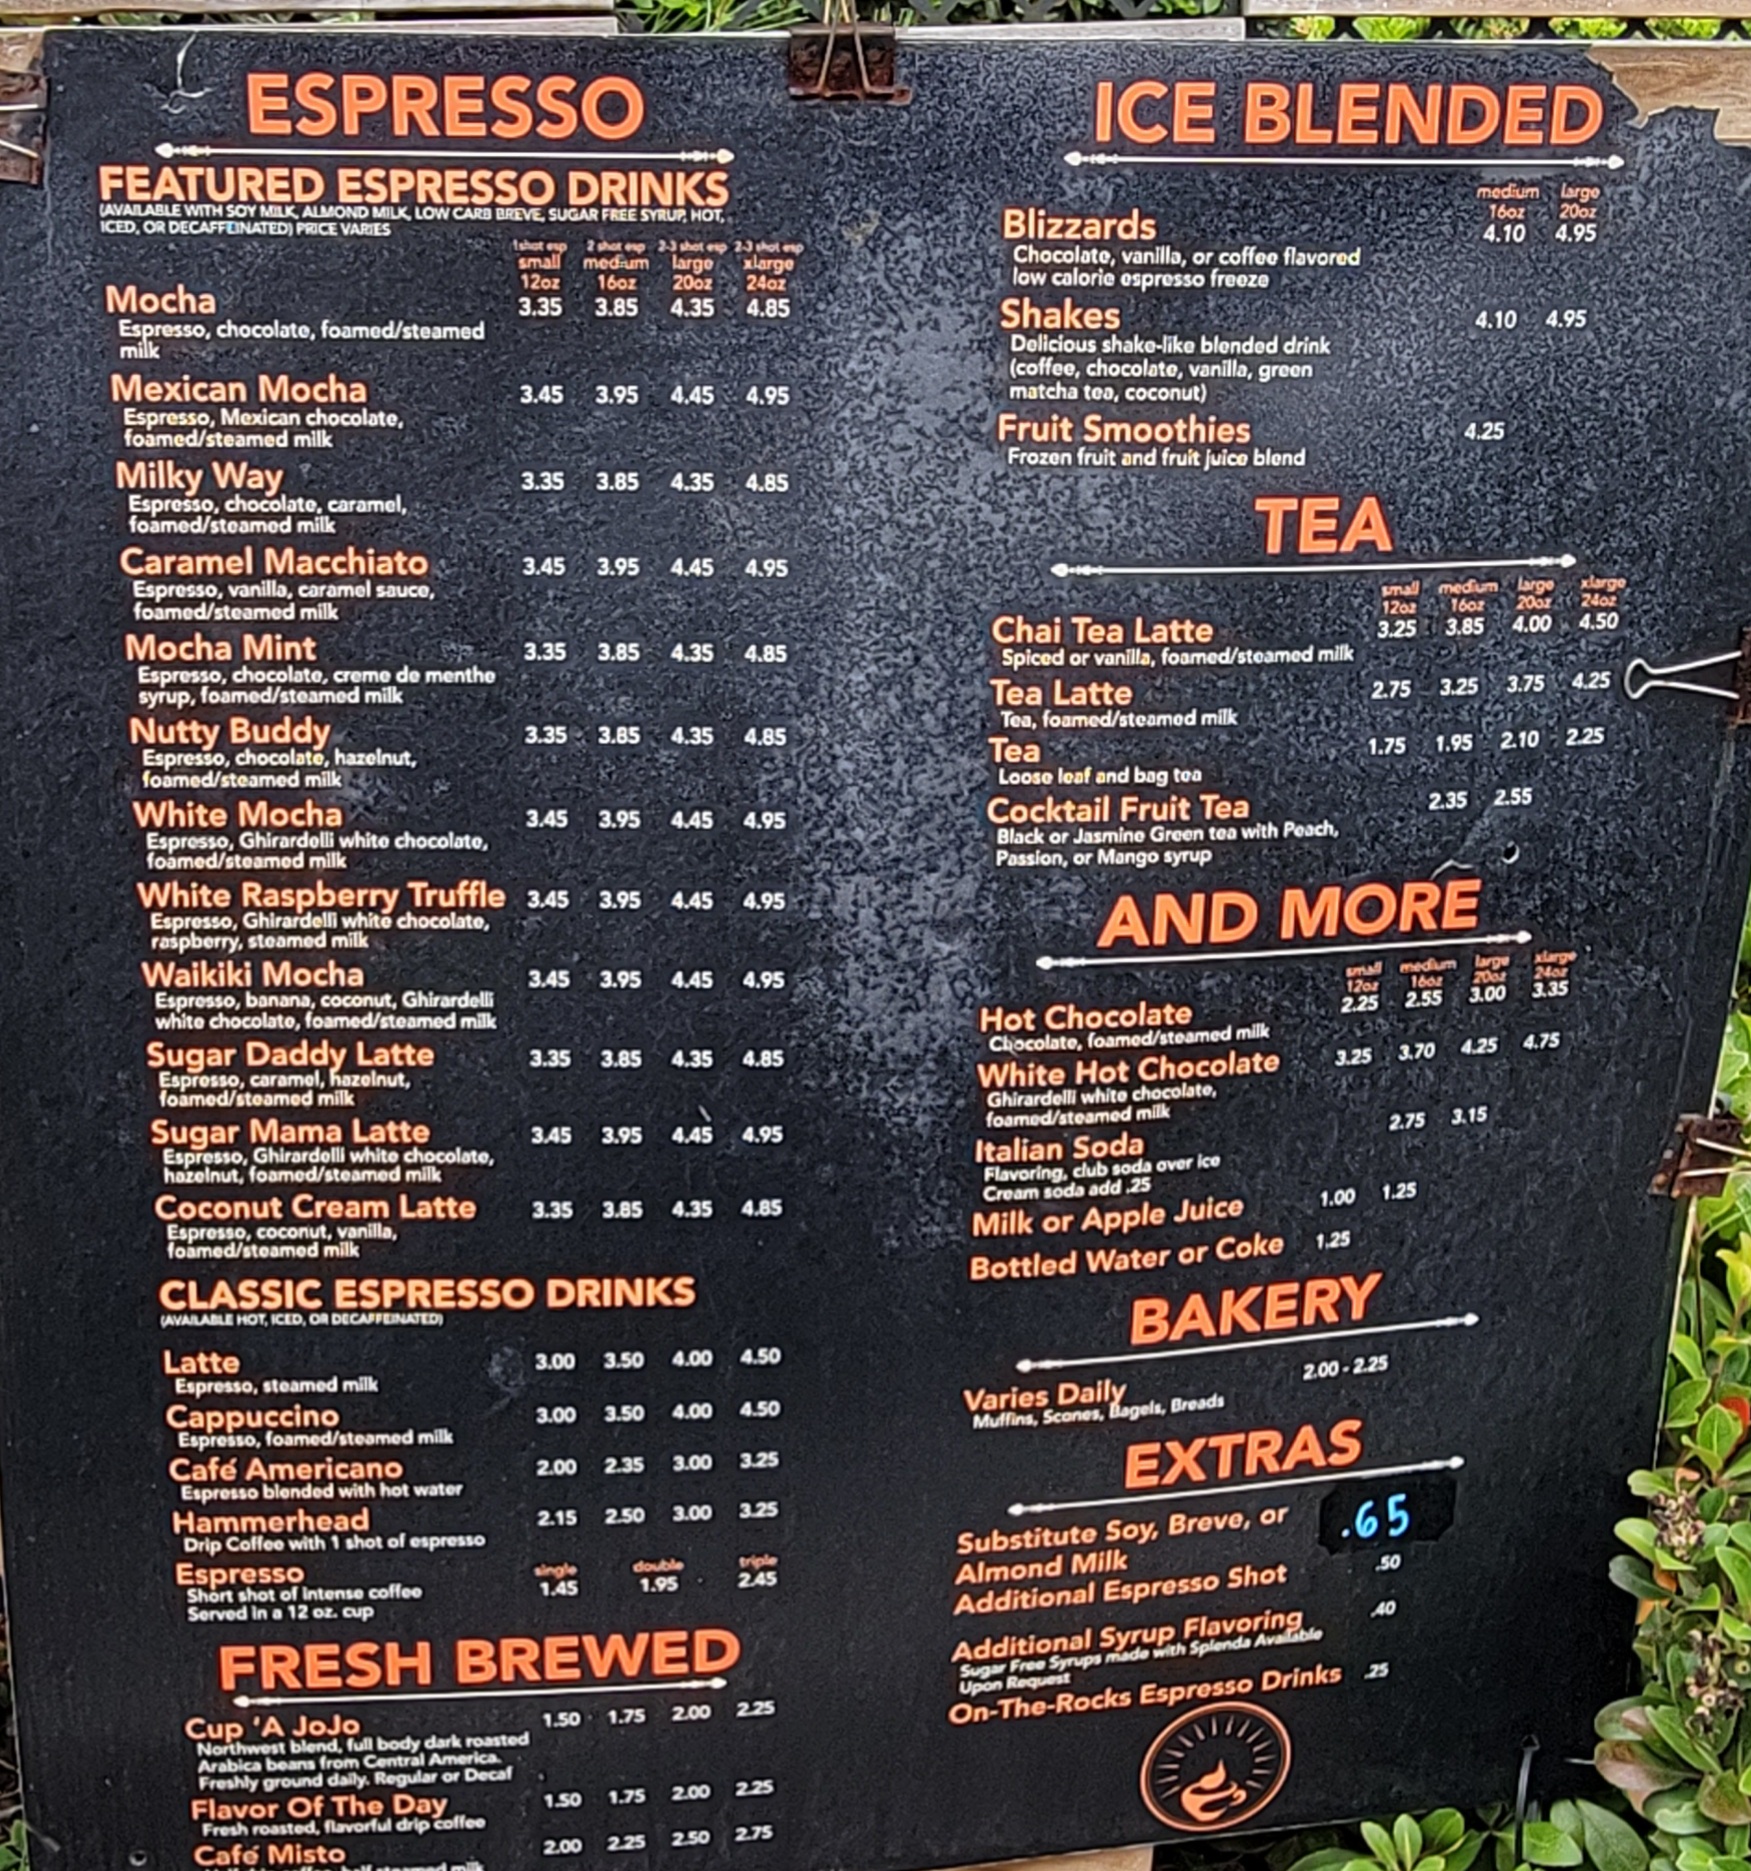 ESPRESSO
FEATURED ESPRESSO DRINKS
(AVAILABLE WITH SOY MILK, ALMOND MILK, LOW CARB BREVE, SUGAR FREE SYRUP, HOT,
ICED, OR DECAFFEINATED) PRICE VARIES
1shot esp 2 shot esp 2-3 shot esp 2-3 shot esp
small medium large xlarge
12oz 16oz 20oz 24oz
Mocha 3.35 3.85 4.35 4.85
Espresso, chocolate, foamed/steamed
milk
Mexican Mocha 3.45 3.95 4.45 4.95
Espresso, Mexican chocolate,
foamed/steamed milk
Milky Way 3.35 3.85 4.35 4.85
Espresso, chocolate, caramel,
foamed/steamed milk
Caramel Macchiato 3.45 3.95 4.45 4.95
Espresso, vanilla, caramel sauce,
foamed/steamed milk
Mocha Mint 3.35 3.85 4.35 4.85
Espresso, chocolate, creme de menthe
syrup, foamed/steamed milk
Nutty Buddy 3.35 3.85 4.35 4.85
Espresso, chocolate, hazelnut,
foamed/steamed milk
White Mocha 3.45 3.95 4.45 4.95
Espresso, Ghirardelli white chocolate,
foamed/steamed milk
White Raspberry Truffle 3.45 3.95 4.45 4.95
Espresso, Ghirardelli white chocolate,
raspberry, steamed milk
Waikiki Mocha 3.45 3.95 4.45 4.95
Espresso, banana, coconut, Ghirardelli
white chocolate, foamed/steamed milk
Sugar Daddy Latte 3.35 3.85 4.35 4.85
Espresso, caramel, hazelnut,
foamed/steamed milk
Sugar Mama Latte 3.45 3.95 4.45 4.95
Espresso, Ghirardelli white chocolate,
hazelnut, foamed/steamed milk
Coconut Cream Latte 3.35 3.85 4.35 4.85
Espresso, coconut, vanilla,
foamed/steamed milk
CLASSIC ESPRESSO DRINKS
(AVAILABLE HOT, ICED, OR DECAFFEINATED)
Latte 3.00 3.50 4.00 4.50
Espresso, steamed milk
Cappuccino 3.00 3.50 4.00 4.50
Espresso, foamed/steamed milk
Café Americano 2.00 2.35 3.00 3.25
Espresso blended with hot water
Hammerhead 2.15 2.50 3.00 3.25
Drip Coffee with 1 shot of espresso
single double triple
Espresso 1.45 1.95 2.45
Short shot of intense coffee
Served in a 12 oz. cup
FRESH BREWED
Cup 'A JoJo 1.50 1.75 2.00 2.25
Northwest blend, full body dark roasted
Arabica beans from Central America.
Freshly ground daily. Regular or Decaf
Flavor Of The Day 1.50 1.75 2.00 2.25
Fresh roasted, flavorful drip coffee
Café Misto 2.00 2.25 2.50 2.75
ICE BLENDED
medium large
16oz 20oz
Blizzards 4.10 4.95
Chocolate, vanilla, or coffee flavored
low calorie espresso freeze
Shakes 4.10 4.95
Delicious shake-like blended drink
(coffee, chocolate, vanilla, green
matcha tea, coconut)
Fruit Smoothies 4.25
Frozen fruit and fruit juice blend
TEA
small medium large xlarge
12oz 16oz 20oz 24oz
Chai Tea Latte 3.25 3.85 4.00 4.50
Spiced or vanilla, foamed/steamed milk
Tea Latte 2.75 3.25 3.75 4.25
Tea, foamed/steamed milk
Tea 1.75 1.95 2.10 2.25
Loose leaf and bag tea
Cocktail Fruit Tea 2.35 2.55
Black or Jasmine Green tea with Peach,
Passion, or Mango syrup
AND MORE
small medium large xlarge
12oz 16oz 20oz 24oz
Hot Chocolate 2.25 2.55 3.00 3.35
Chocolate, foamed/steamed milk
White Hot Chocolate 3.25 3.70 4.25 4.75
Ghirardelli white chocolate,
foamed/steamed milk
Italian Soda 2.75 3.15
Flavoring, club soda over ice
Cream soda add .25
Milk or Apple Juice 1.00 1.25
Bottled Water or Coke 1.25
BAKERY
Varies Daily 2.00 - 2.25
Muffins, Scones, Bagels, Breads
EXTRAS
Substitute Soy, Breve, or .65
Almond Milk
Additional Espresso Shot .50
Additional Syrup Flavoring .40
Sugar Free Syrups made with Splenda Available
Upon Request
On-The-Rocks Espresso Drinks .25